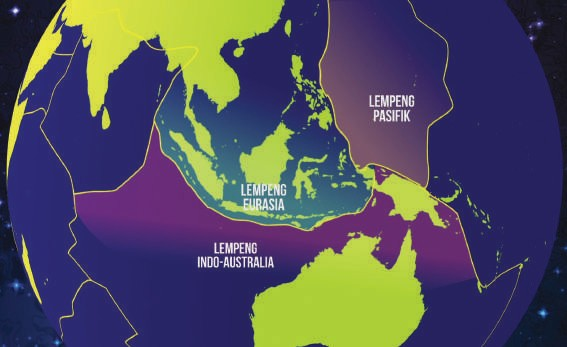 LEMPENG
PASIFIK
LEMPENG
EURASIA
LEMPENG
INDO-AUSTRALIA